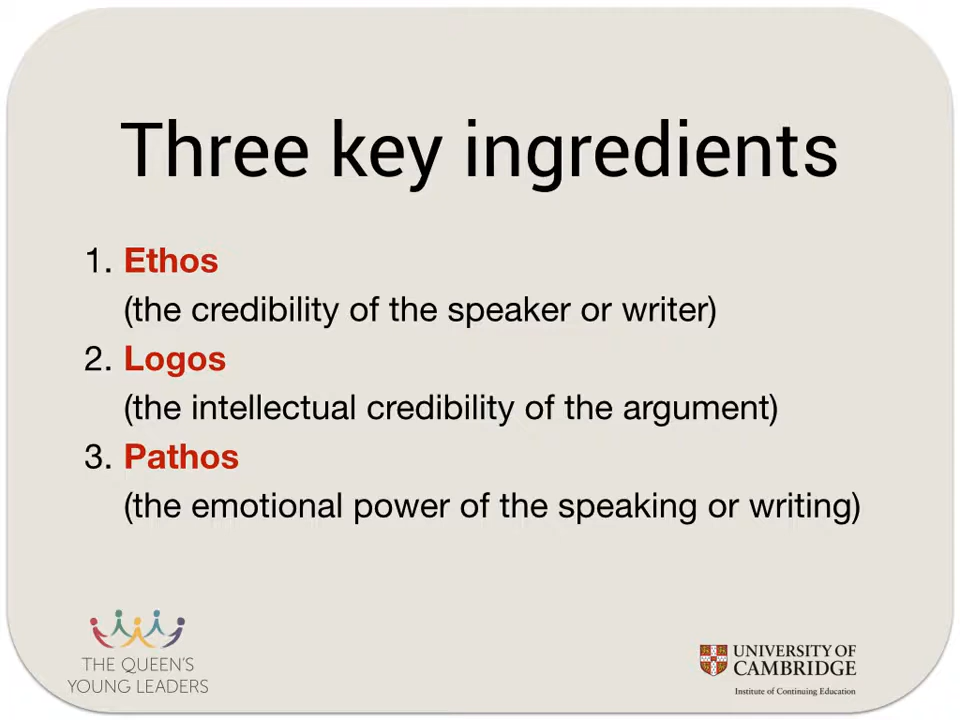 Three key ingredients
1. Ethos
(the credibility of the speaker or writer)
2. Logos
(the intellectual credibility of the argument)
3. Pathos
(the emotional power of the speaking or writing)
THE QUEEN'S
YOUNG LEADERS
UNIVERSITY OF
CAMBRIDGE
Institute of Continuing Education